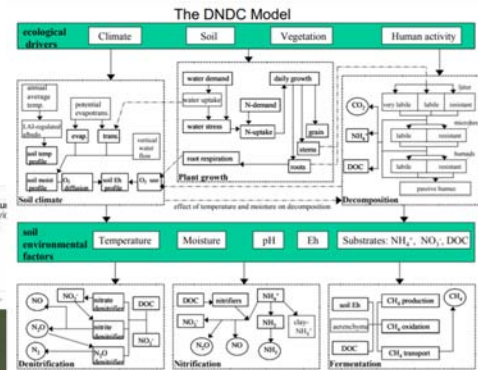 The DNDC Model
ecological drivers
Climate
Soil
Vegetation
Human activity
annual average temp.
potential evapotrans.
LAI-regulated albedo
evap.
trans.
vertical water flow
soil temp profile
soil moist profile
O₂ diffusion
soil Eh profile
O₂ use
Soil climate
water demand
daily growth
water uptake
N-demand
water stress
N-uptake
grain
stems
roots
root respiration
Plant growth
CO₂
NH₄⁺
DOC
litter
very labile
labile
resistant
microbes
labile
resistant
humads
labile
resistant
passive humus
Decomposition
effect of temperature and moisture on decomposition
soil environmental factors
Temperature
Moisture
pH
Eh
Substrates: NH₄⁺, NO₃⁻, DOC
NO
NO₃⁻
nitrate denitrifier
DOC
N₂O
nitrite denitrifier
NO₃⁻
N₂
N₂O denitrifier
Denitrification
DOC
nitrifiers
NH₄⁺
NO₃⁻
NH₃
clay-NH₄⁺
N₂O
NO
NH₃
Nitrification
soil Eh
CH₄ production
CH₄
aerenchyma
CH₄ oxidation
DOC
CH₄ transport
Fermentation